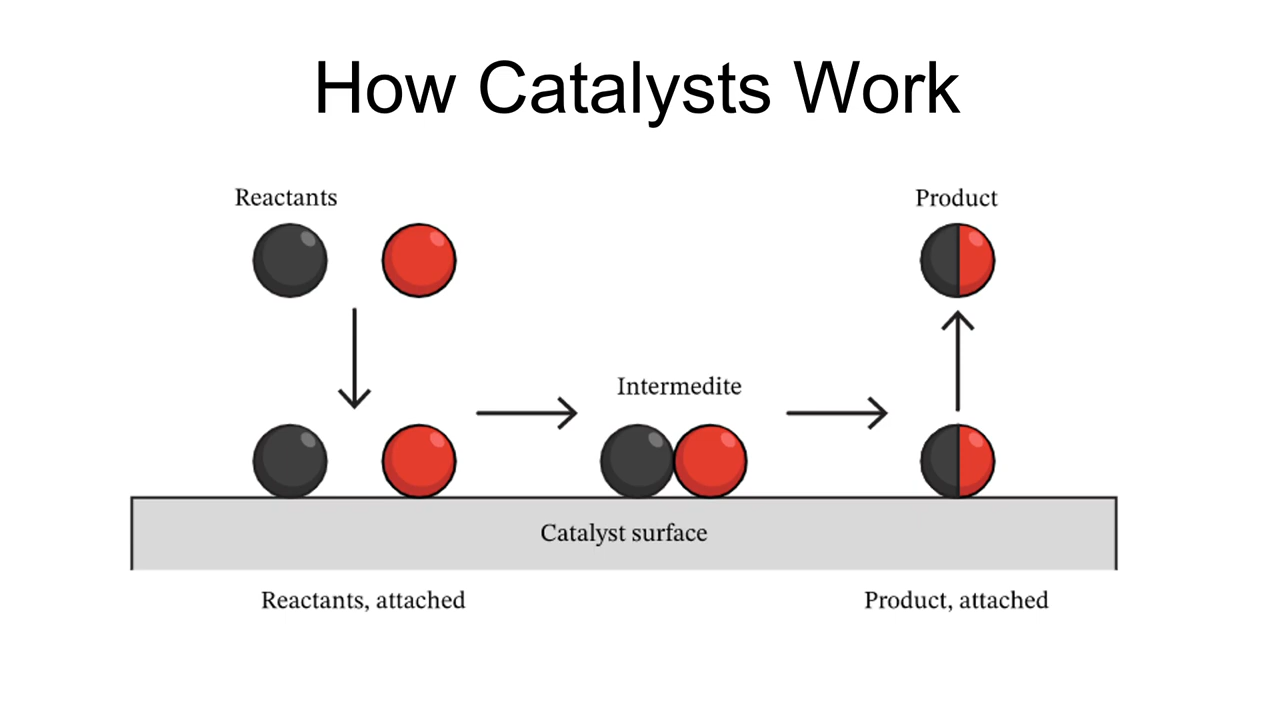 How Catalysts Work
Reactants
Product
Intermedite
Catalyst surface
Reactants, attached
Product, attached